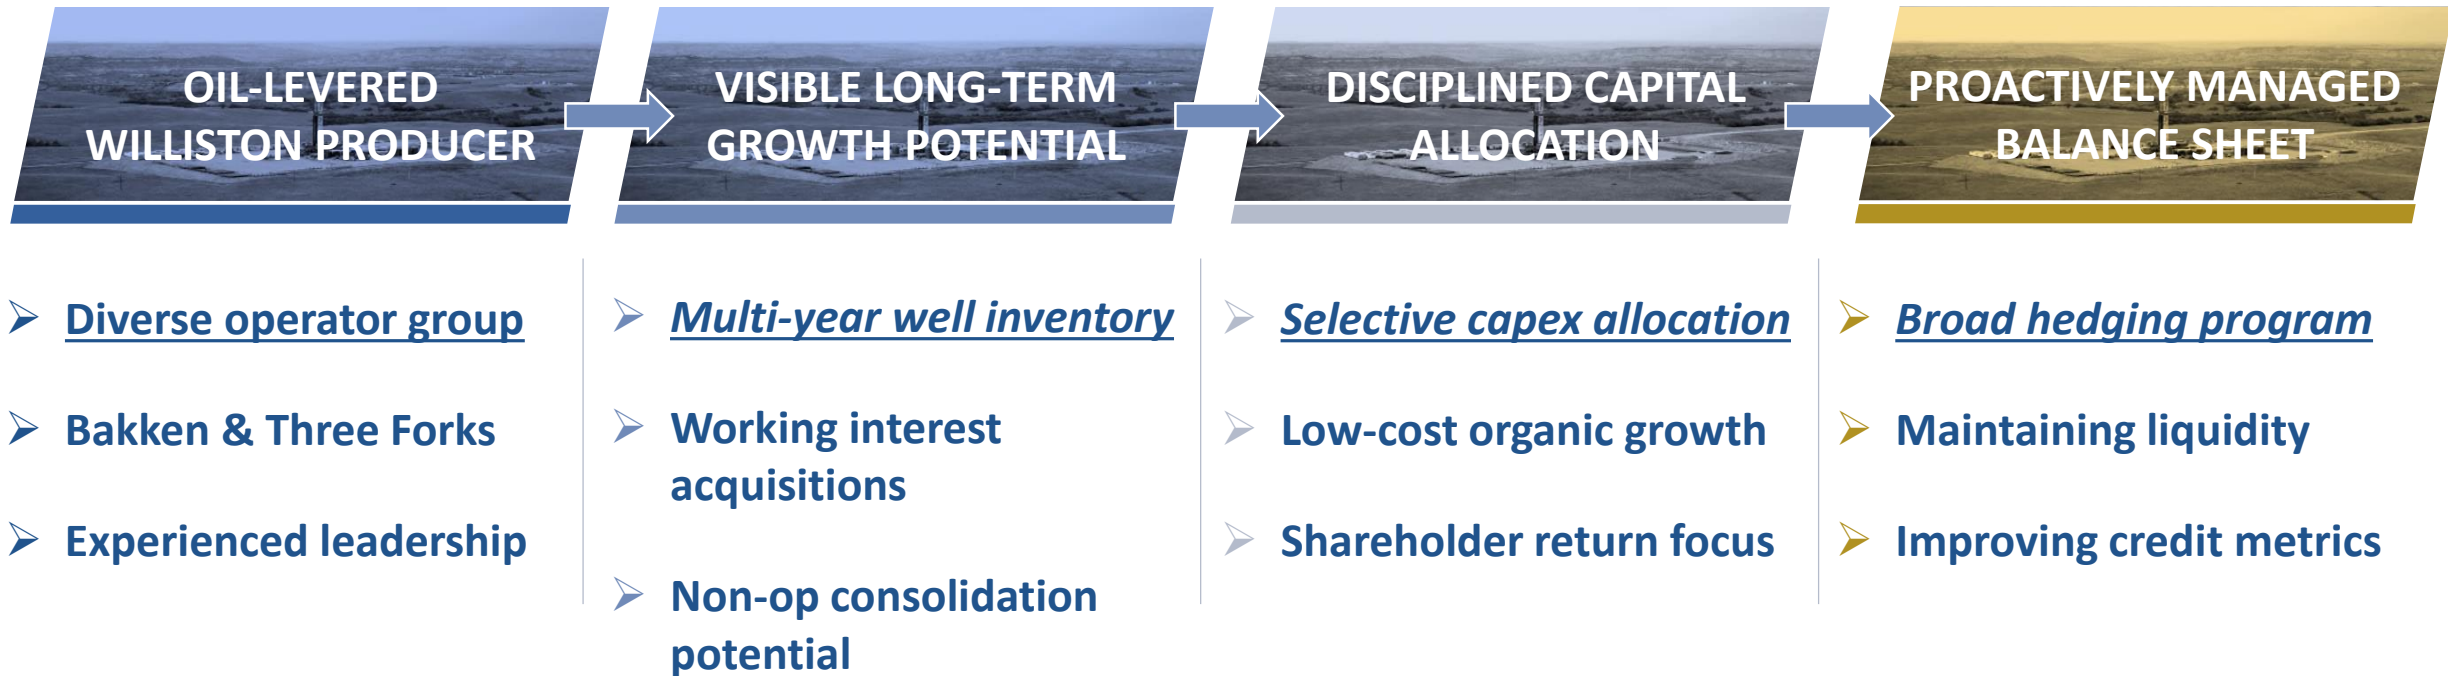 OIL-LEVERED
WILLISTON PRODUCER
VISIBLE LONG-TERM
GROWTH POTENTIAL
DISCIPLINED CAPITAL
ALLOCATION
PROACTIVELY MANAGED
BALANCE SHEET
Diverse operator group
Bakken & Three Forks
Experienced leadership
Multi-year well inventory
Working interest
acquisitions
Non-op consolidation
potential
Selective capex allocation
Low-cost organic growth
Shareholder return focus
Broad hedging program
Maintaining liquidity
Improving credit metrics